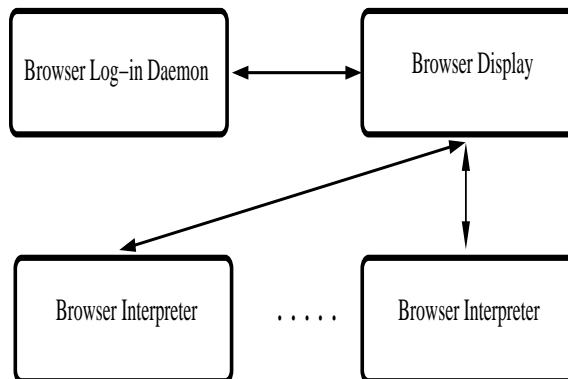 Browser Log-in Daemon
Browser Display
Browser Interpreter
. . . . .
Browser Interpreter